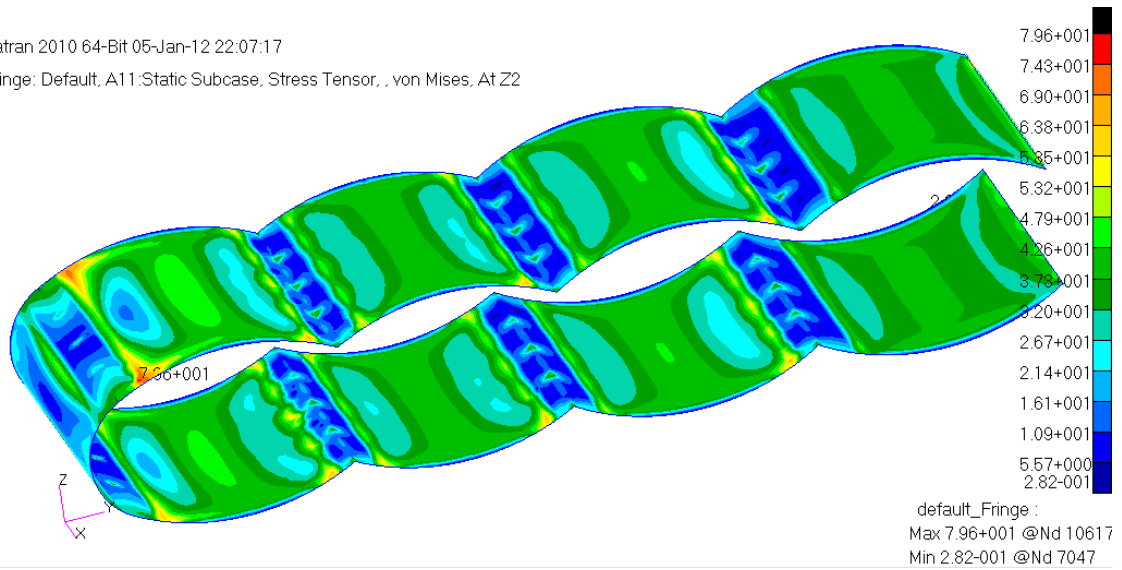 atran 2010 64-Bit 05-Jan-12 22:07:17
inge: Default, A11:Static Subcase, Stress Tensor, , von Mises, At Z2
7.96+001
7.43+001
6.90+001
6.38+001
5.85+001
5.32+001
4.79+001
4.26+001
3.73+001
3.20+001
2.67+001
2.14+001
1.61+001
1.09+001
5.57+000
2.82-001
7.96+001
Z
Y
X
default_Fringe :
Max 7.96+001 @Nd 10617
Min 2.82-001 @Nd 7047